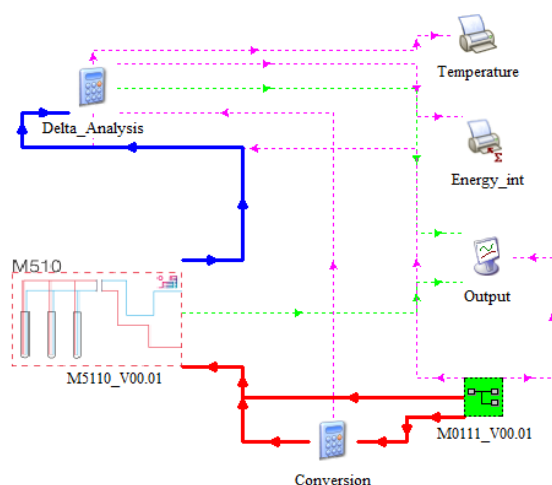 Temperature
Delta_Analysis
Energy_int
M510
Output
M5110_V00.01
M0111_V00.01
Conversion